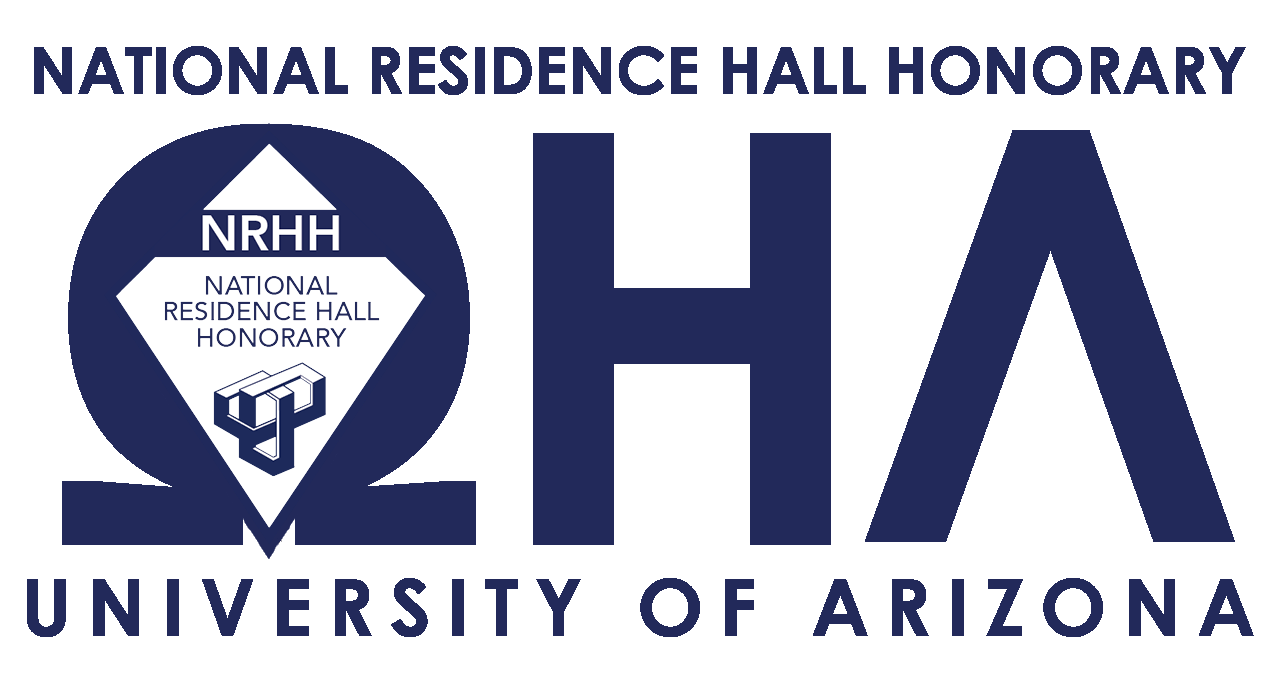 NATIONAL RESIDENCE HALL HONORARY
ΩΗΛ
NRHH
NATIONAL
RESIDENCE HALL
HONORARY
UNIVERSITY OF ARIZONA